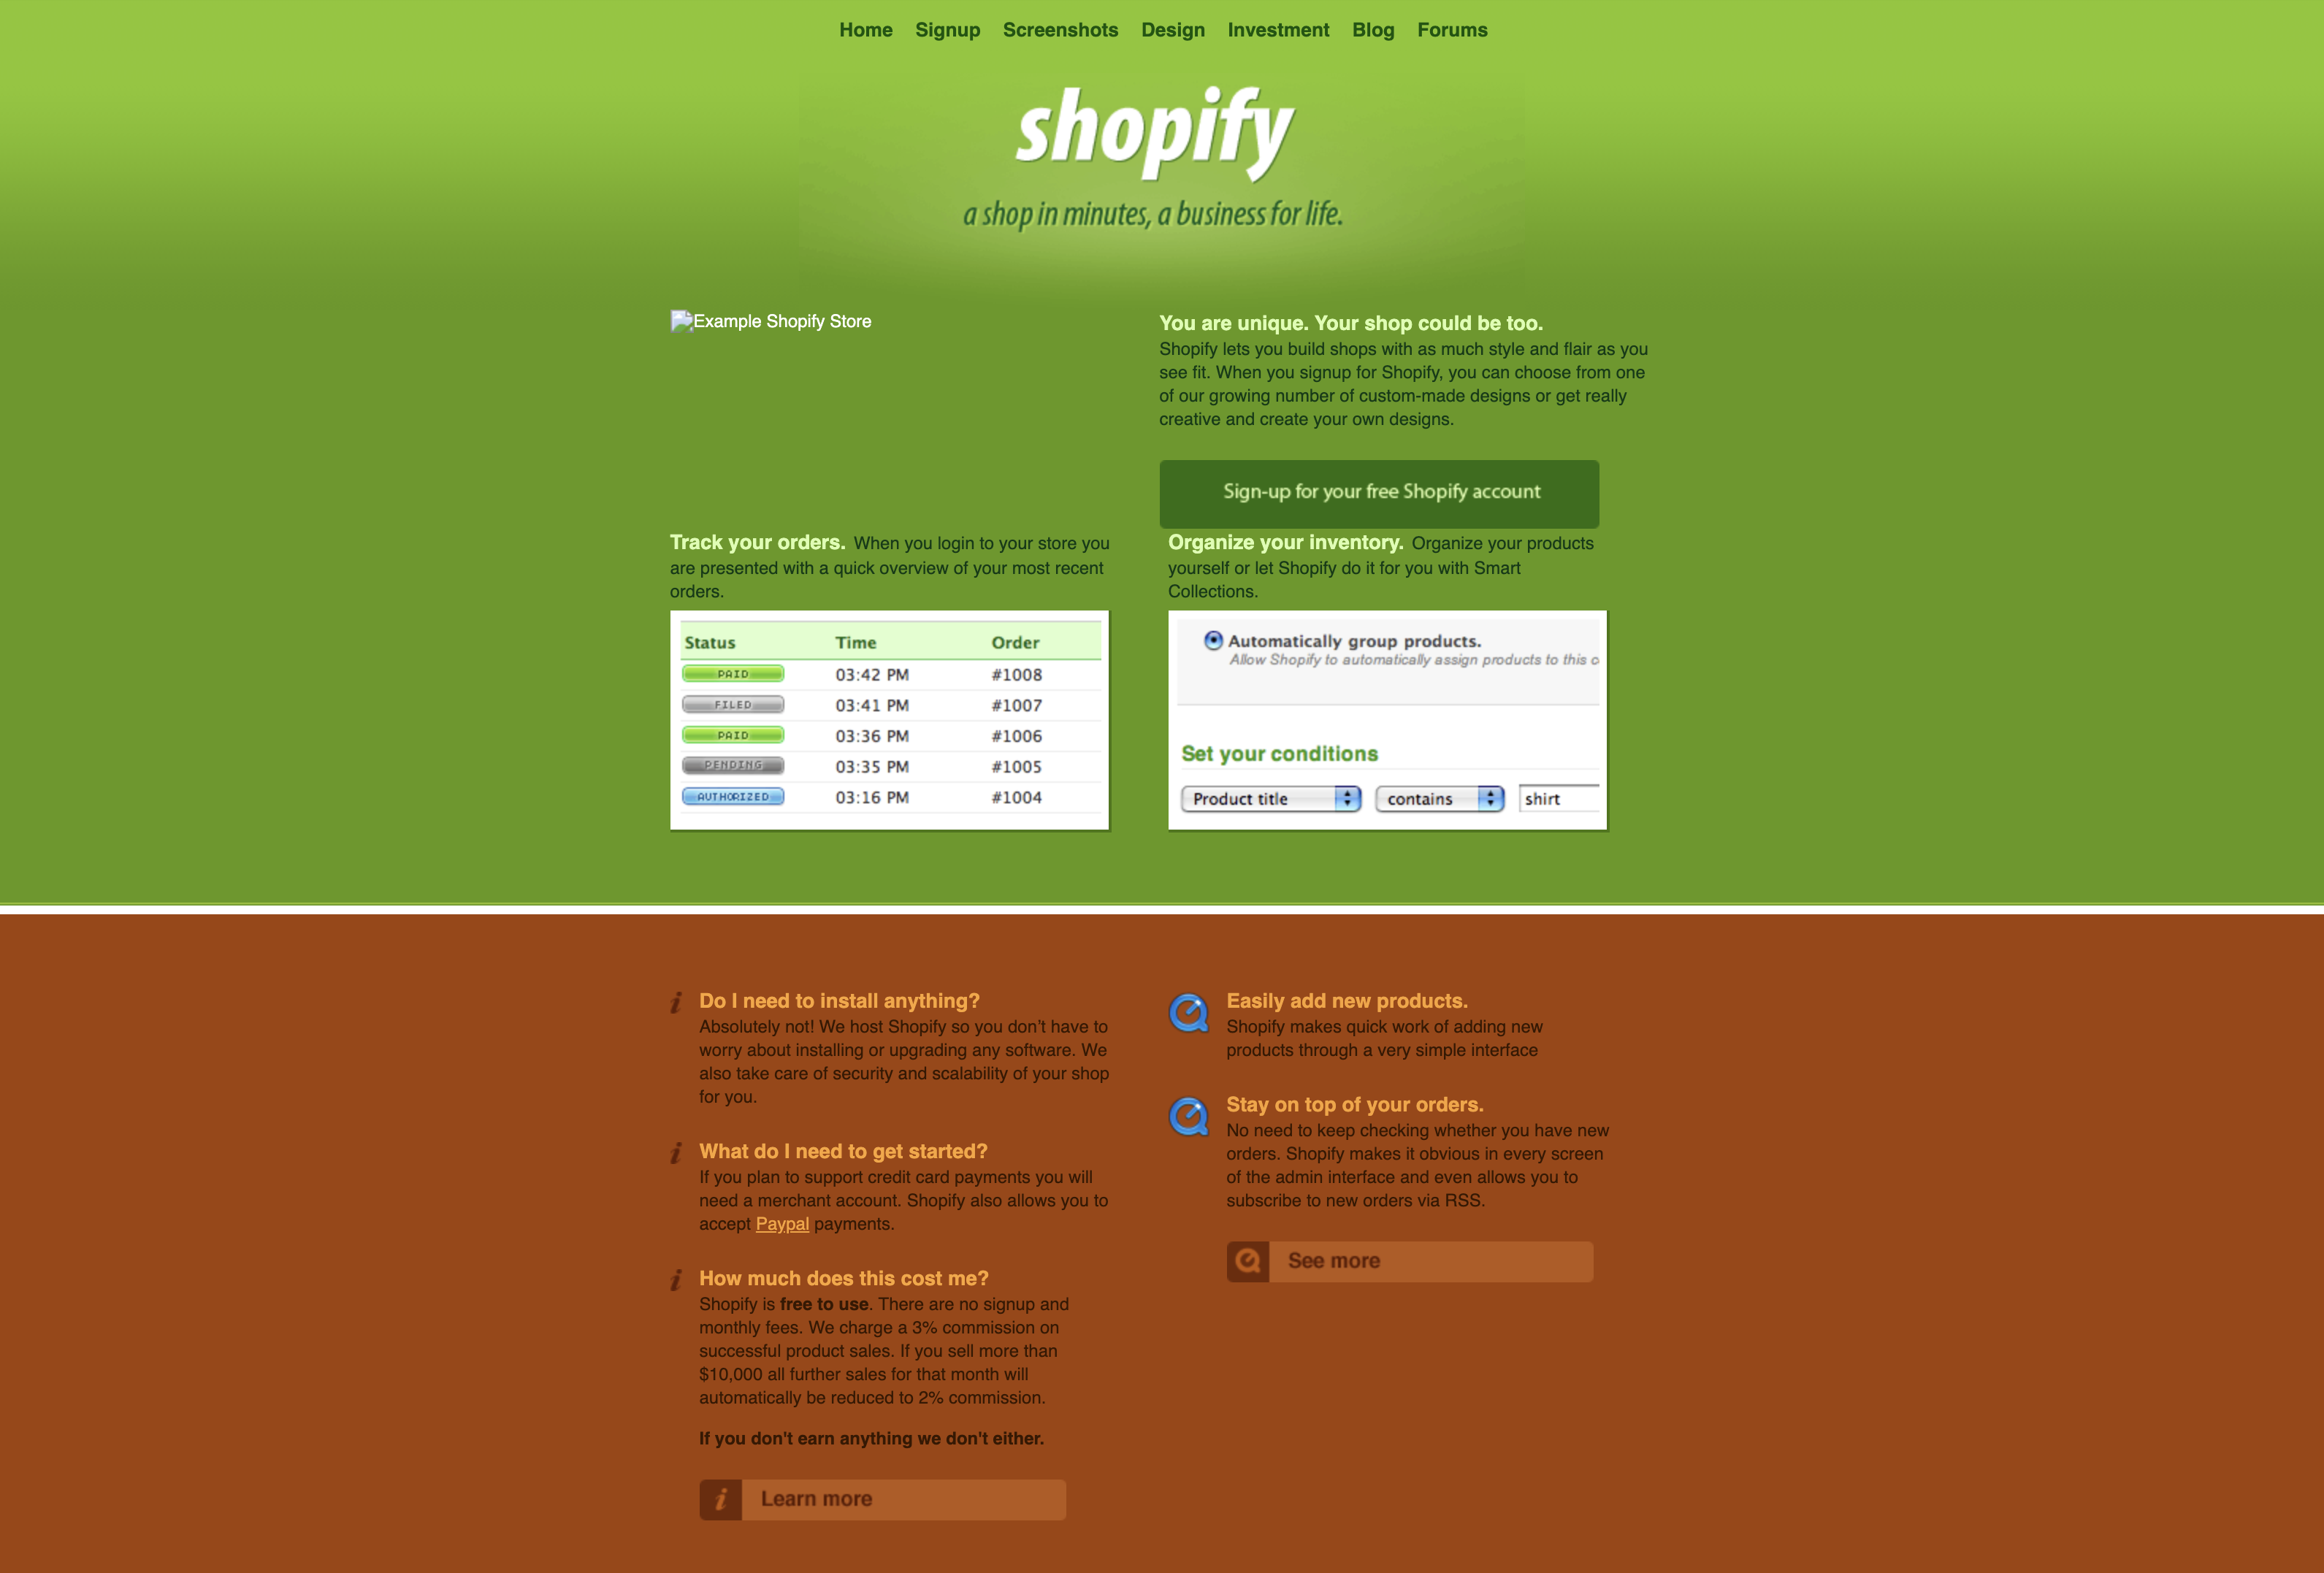 Home Signup Screenshots Design Investment Blog Forums
shopify
a shop in minutes, a business for life.
Example Shopify Store
You are unique. Your shop could be too.
Shopify lets you build shops with as much style and flair as you
see fit. When you signup for Shopify, you can choose from one
of our growing number of custom-made designs or get really
creative and create your own designs.
Sign-up for your free Shopify account
Track your orders. When you login to your store you
are presented with a quick overview of your most recent
orders.
Status Time Order
PAID 03:42 PM #1008
FILED 03:41 PM #1007
PAID 03:36 PM #1006
PENDING 03:35 PM #1005
AUTHORIZED 03:16 PM #1004
Organize your inventory. Organize your products
yourself or let Shopify do it for you with Smart
Collections.
Automatically group products.
Allow Shopify to automatically assign products to this c
Set your conditions
Product title contains shirt
Do I need to install anything?
Absolutely not! We host Shopify so you don’t have to
worry about installing or upgrading any software. We
also take care of security and scalability of your shop
for you.
What do I need to get started?
If you plan to support credit card payments you will
need a merchant account. Shopify also allows you to
accept Paypal payments.
How much does this cost me?
Shopify is free to use. There are no signup and
monthly fees. We charge a 3% commission on
successful product sales. If you sell more than
$10,000 all further sales for that month will
automatically be reduced to 2% commission.
If you don't earn anything we don't either.
Learn more
Easily add new products.
Shopify makes quick work of adding new
products through a very simple interface
Stay on top of your orders.
No need to keep checking whether you have new
orders. Shopify makes it obvious in every screen
of the admin interface and even allows you to
subscribe to new orders via RSS.
See more